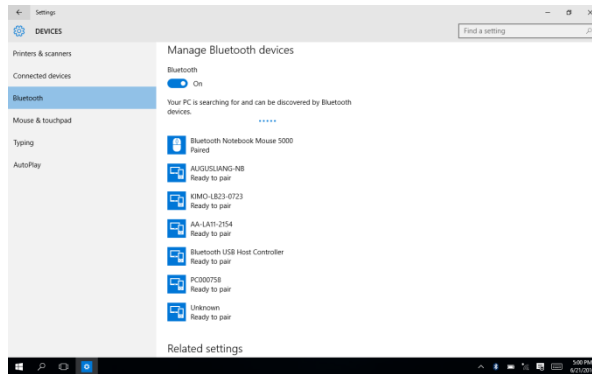 Settings
DEVICES
Find a setting
Printers & scanners
Connected devices
Bluetooth
Mouse & touchpad
Typing
AutoPlay
Manage Bluetooth devices
Bluetooth
On
Your PC is searching for and can be discovered by Bluetooth
devices.
Bluetooth Notebook Mouse 5000
Paired
AUGUSLIANG-NB
Ready to pair
KIMO-LB23-0723
Ready to pair
AA-LA11-2154
Ready to pair
Bluetooth USB Host Controller
Ready to pair
PC000758
Ready to pair
Unknown
Ready to pair
Related settings
5:00 PM